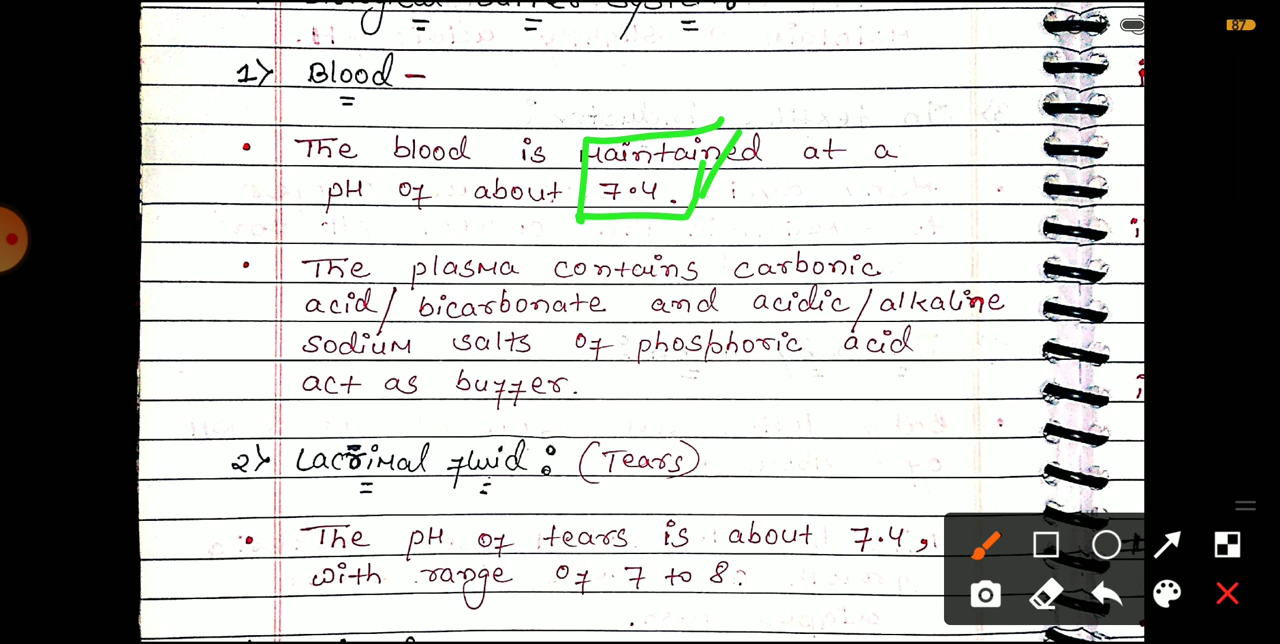 1> Blood -
• The blood is maintained at a
pH of about 7.4.
• The plasma contains carbonic
acid/bicarbonate and acidic/alkaline
sodium salts of phosphoric acid
act as buffer.
2> Lacrimal fluid : (Tears)
• The pH of tears is about 7.4,
with range of 7 to 8.
87